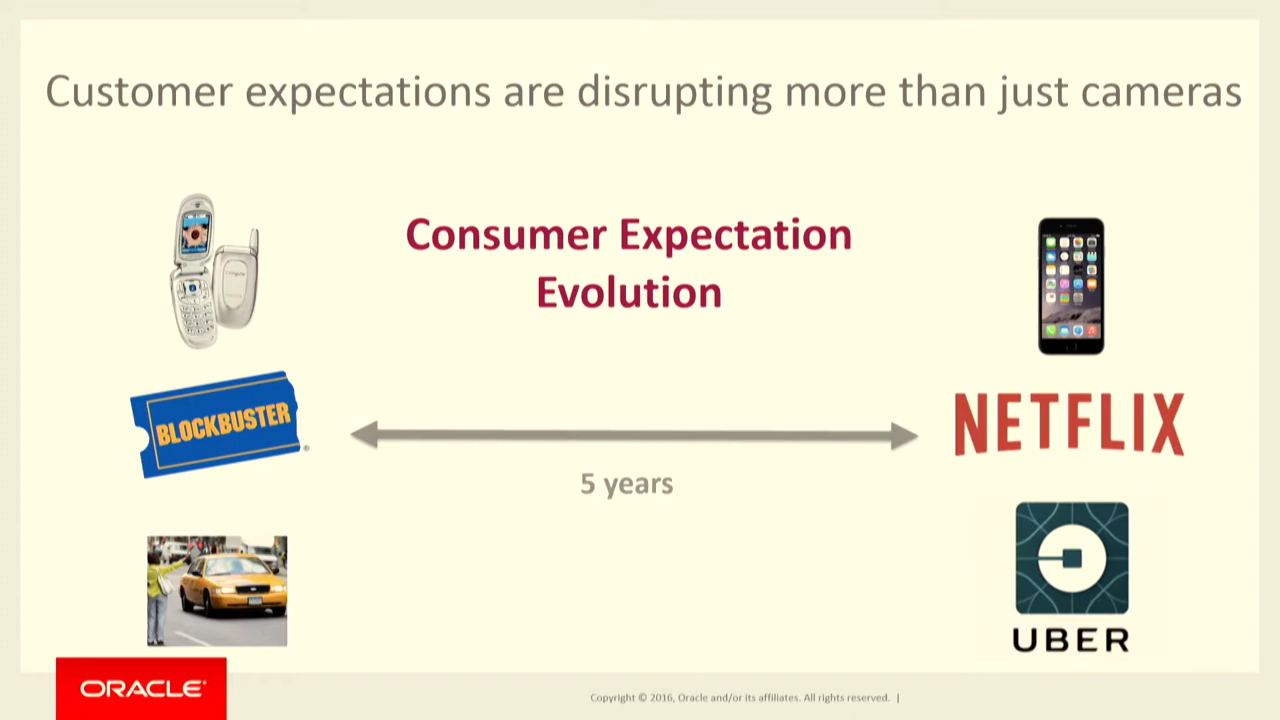 Customer expectations are disrupting more than just cameras
Consumer Expectation
Evolution
BLOCKBUSTER
®
NETFLIX
5 years
UBER
ORACLE®
Copyright © 2016, Oracle and/or its affiliates. All rights reserved. |